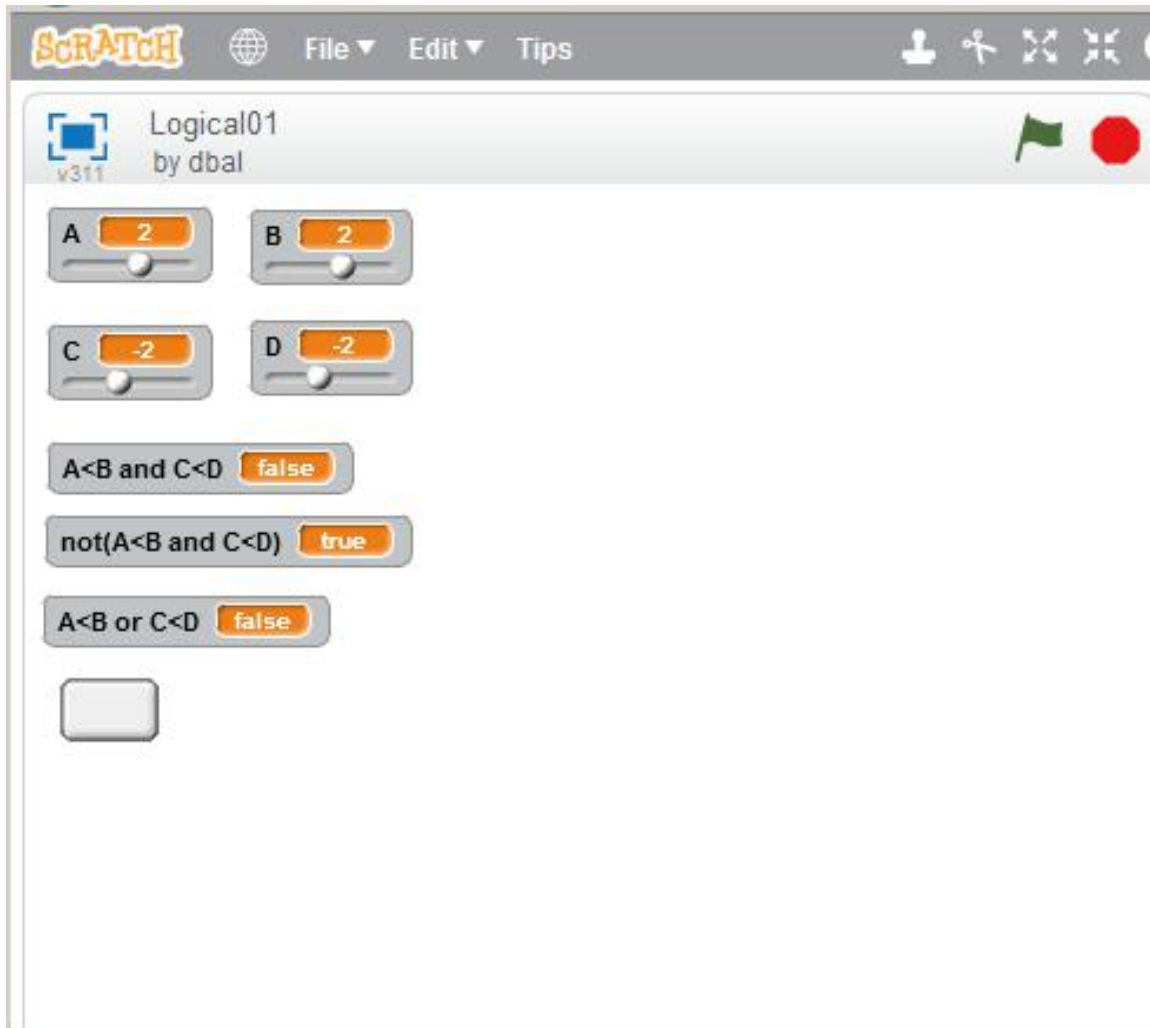 SCRATCH File Edit Tips
Logical01
by dbal
v311
A 2 B 2
C -2 D -2
A<B and C<D false
not(A<B and C<D) true
A<B or C<D false